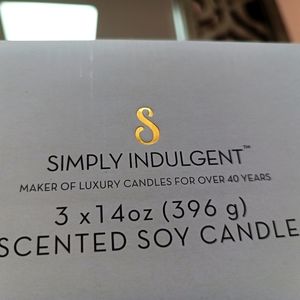 S
SIMPLY INDULGENT™
MAKER OF LUXURY CANDLES FOR OVER 40 YEARS
3 x 14oz (396 g)
SCENTED SOY CANDLE